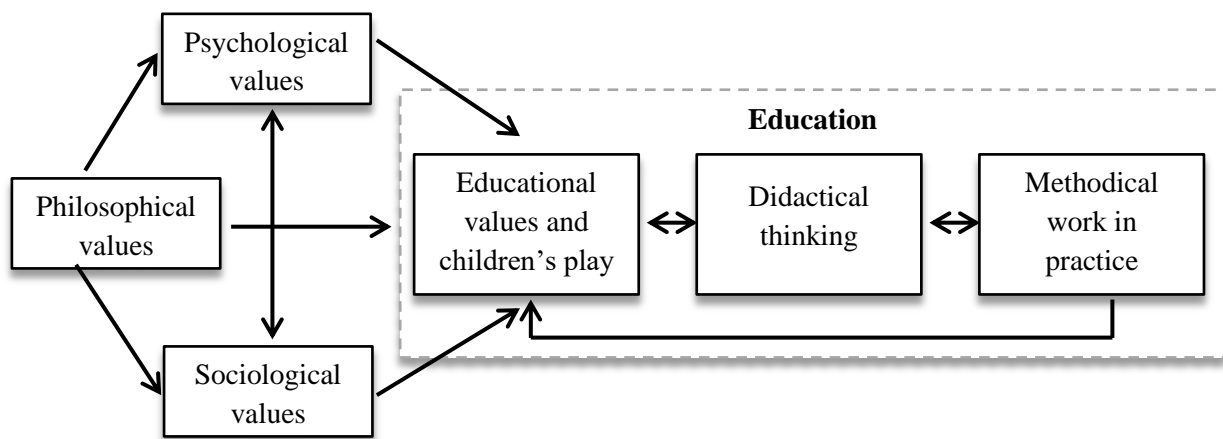 Psychological
values
Education
Philosophical
values
Educational
values and
children’s play
Didactical
thinking
Methodical
work in
practice
Sociological
values